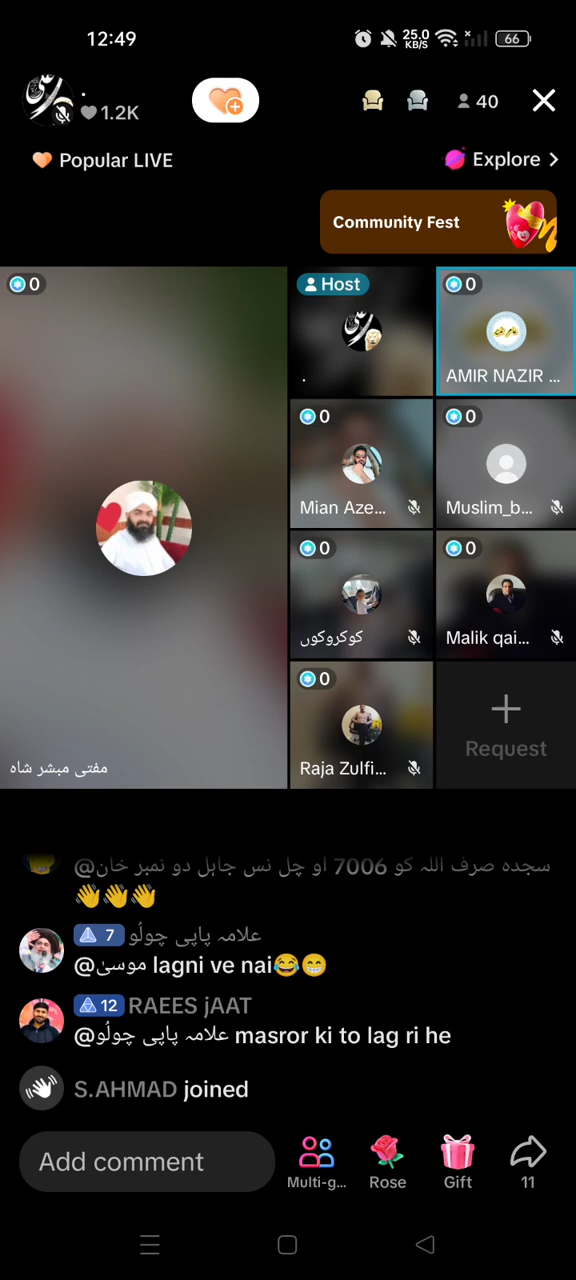 12:49
25.0
KB/S
66
.
1.2K
40
Popular LIVE
Explore
Community Fest
0
Host
0
AMIR NAZIR ...
.
0
0
Mian Aze...
Muslim_b...
0
0
کوکروکوں
Malik qai...
0
Raja Zulfi...
Request
مفتی مبشر شاہ
@سجدہ صرف اللہ کو 7006 او چل نس جاہل دو نمبر خان
👋👋👋
7 علامہ پاپی چولُو
@موسیٰ lagni ve nai😂😁
12 RAEES jAAT
@علامہ پاپی چولُو masror ki to lag ri he
S.AHMAD joined
Add comment
Multi-g...
Rose
Gift
11